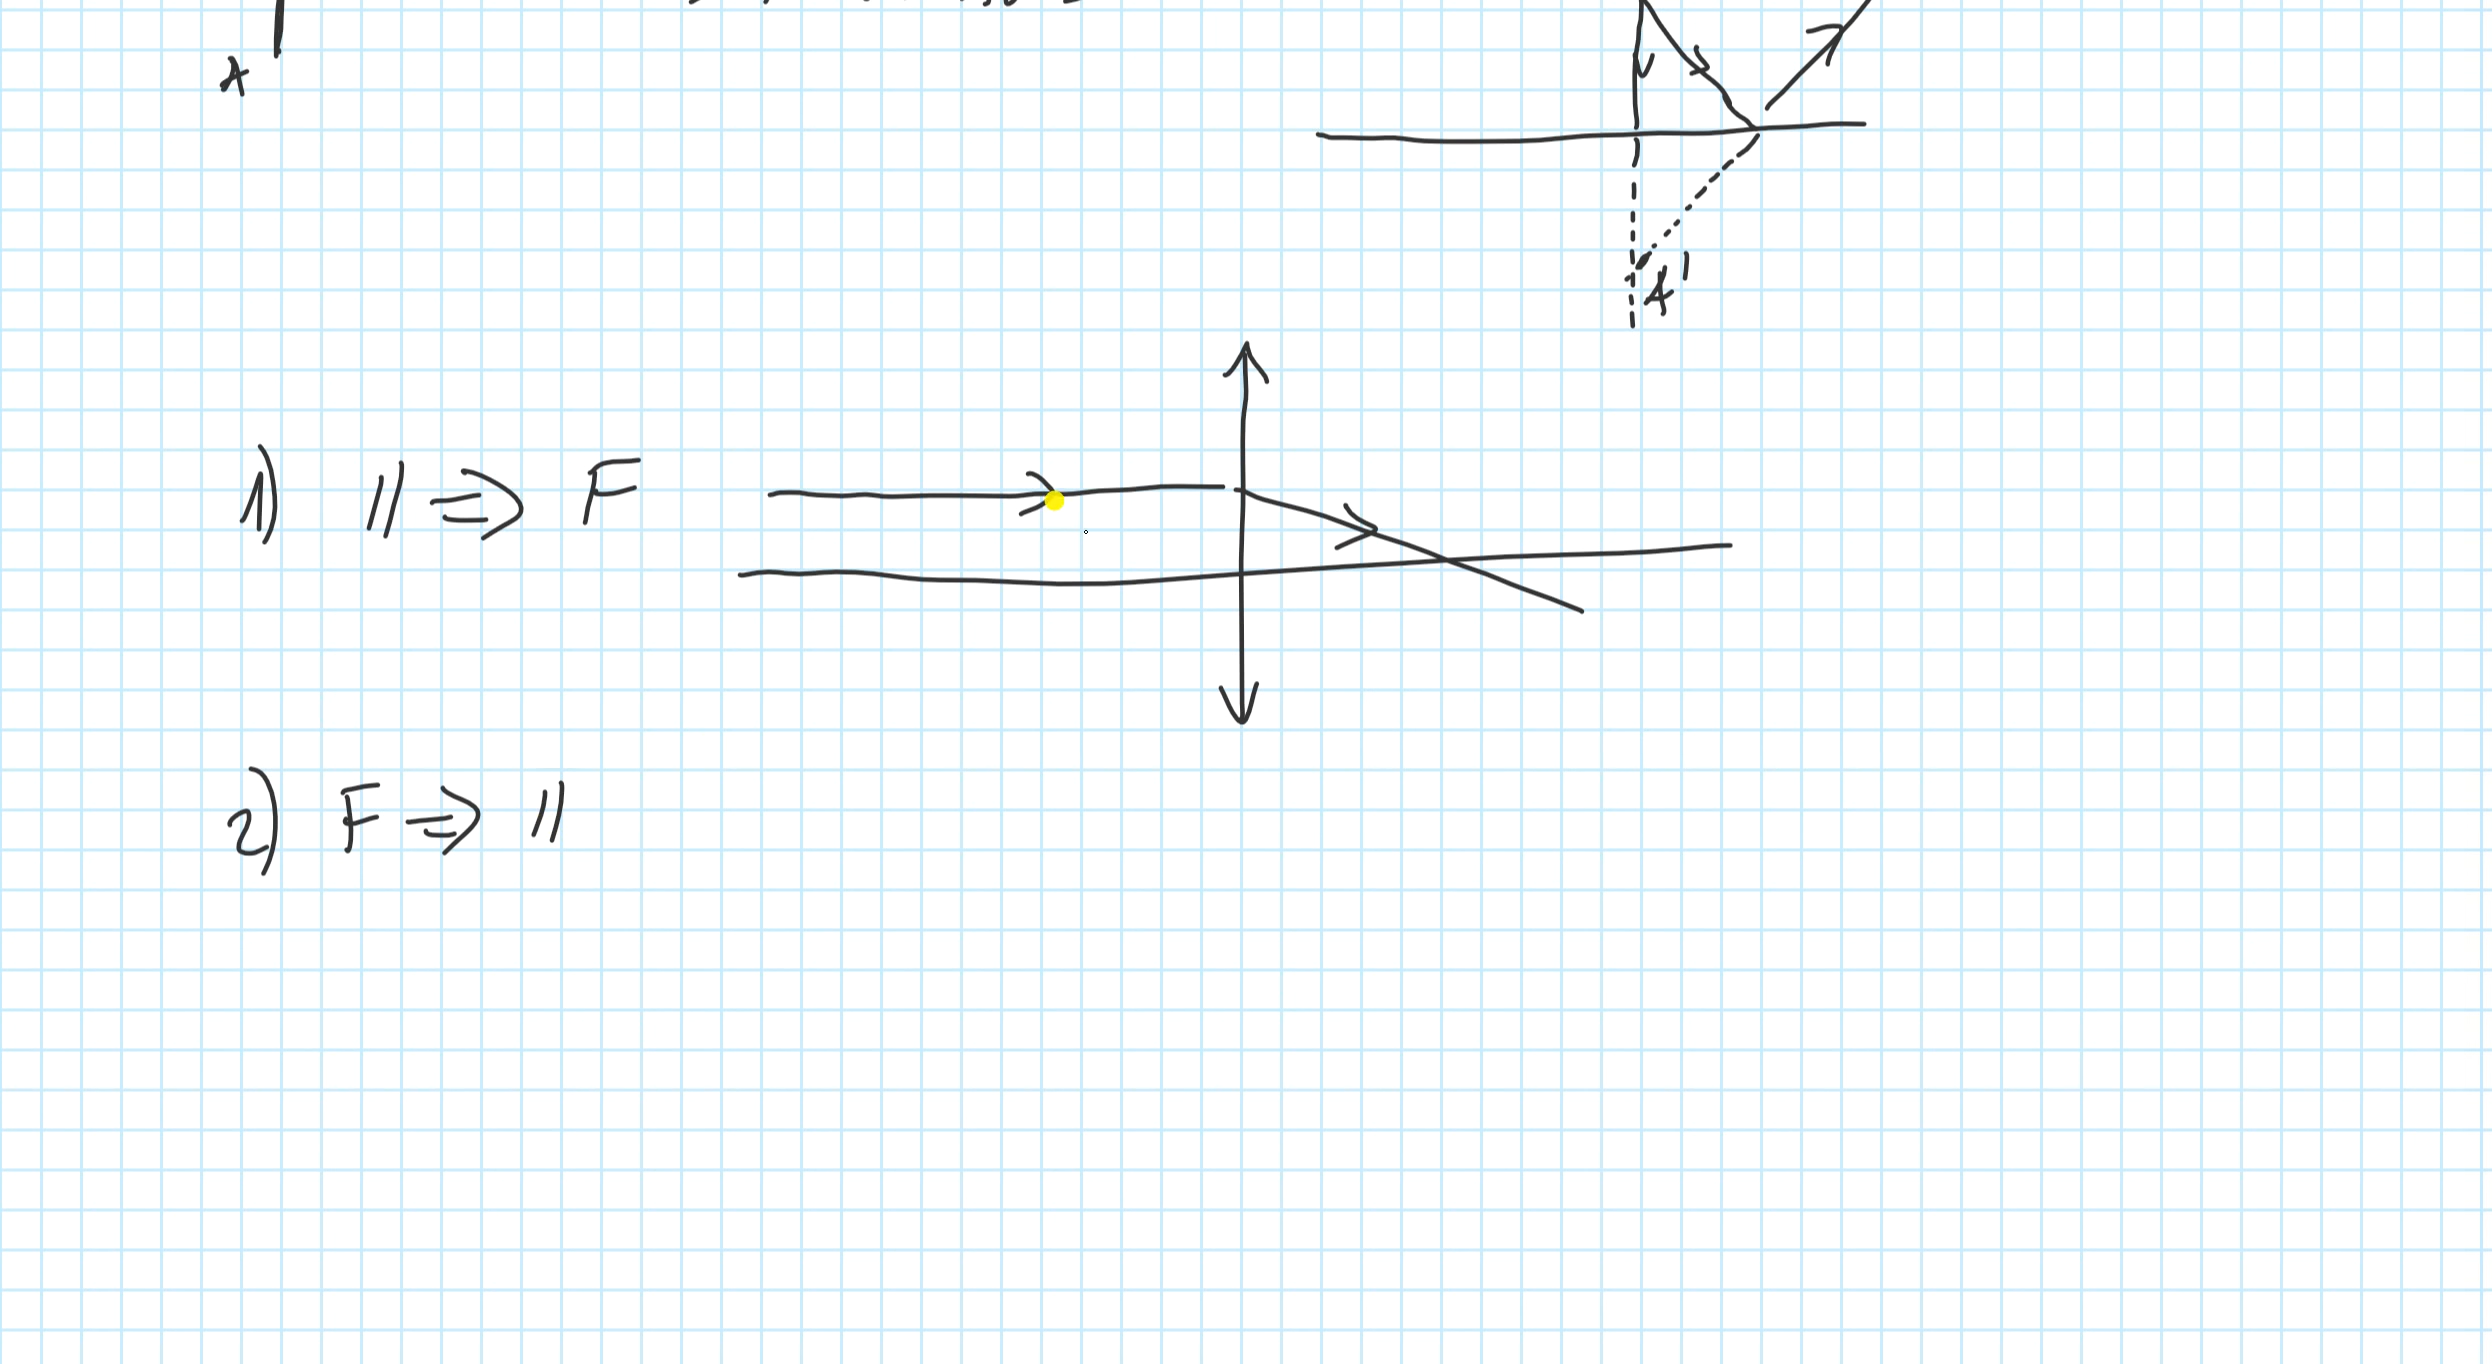 A
A'
1) || => F
2) F => ||